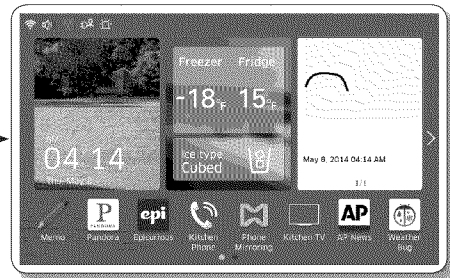 Freezer Fridge
-18°F 15°F
Ice type
Cubed
04 14
May 8, 2014 04:14 AM
1/1
P
PANDORA
epi
AP
Memo
Pandora
Epicurious
Kitchen
Phone
Phone
Mirroring
Kitchen TV
AP News
Weather
Bug